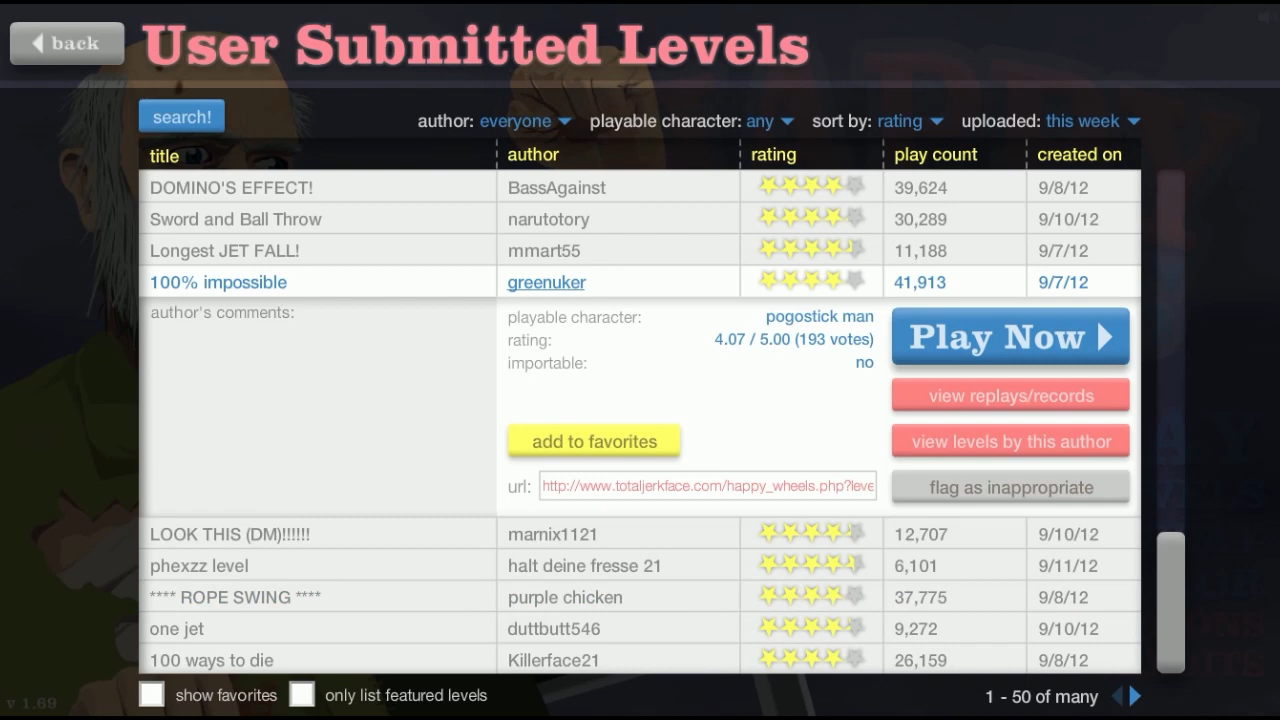 back
User Submitted Levels
search!
author: everyone playable character: any sort by: rating uploaded: this week
title author rating play count created on
DOMINO'S EFFECT! BassAgainst 39,624 9/8/12
Sword and Ball Throw narutotory 30,289 9/10/12
Longest JET FALL! mmart55 11,188 9/7/12
100% impossible greenuker 41,913 9/7/12
author's comments:
playable character: pogostick man
rating: 4.07 / 5.00 (193 votes)
importable: no
Play Now
view replays/records
add to favorites
view levels by this author
url: http://www.totaljerkface.com/happy_wheels.php?leve
flag as inappropriate
LOOK THIS (DM)!!!!!! marnix1121 12,707 9/10/12
phexzz level halt deine fresse 21 6,101 9/11/12
**** ROPE SWING **** purple chicken 37,775 9/8/12
one jet duttbutt546 9,272 9/10/12
100 ways to die Killerface21 26,159 9/8/12
show favorites only list featured levels 1 - 50 of many
v 1.69